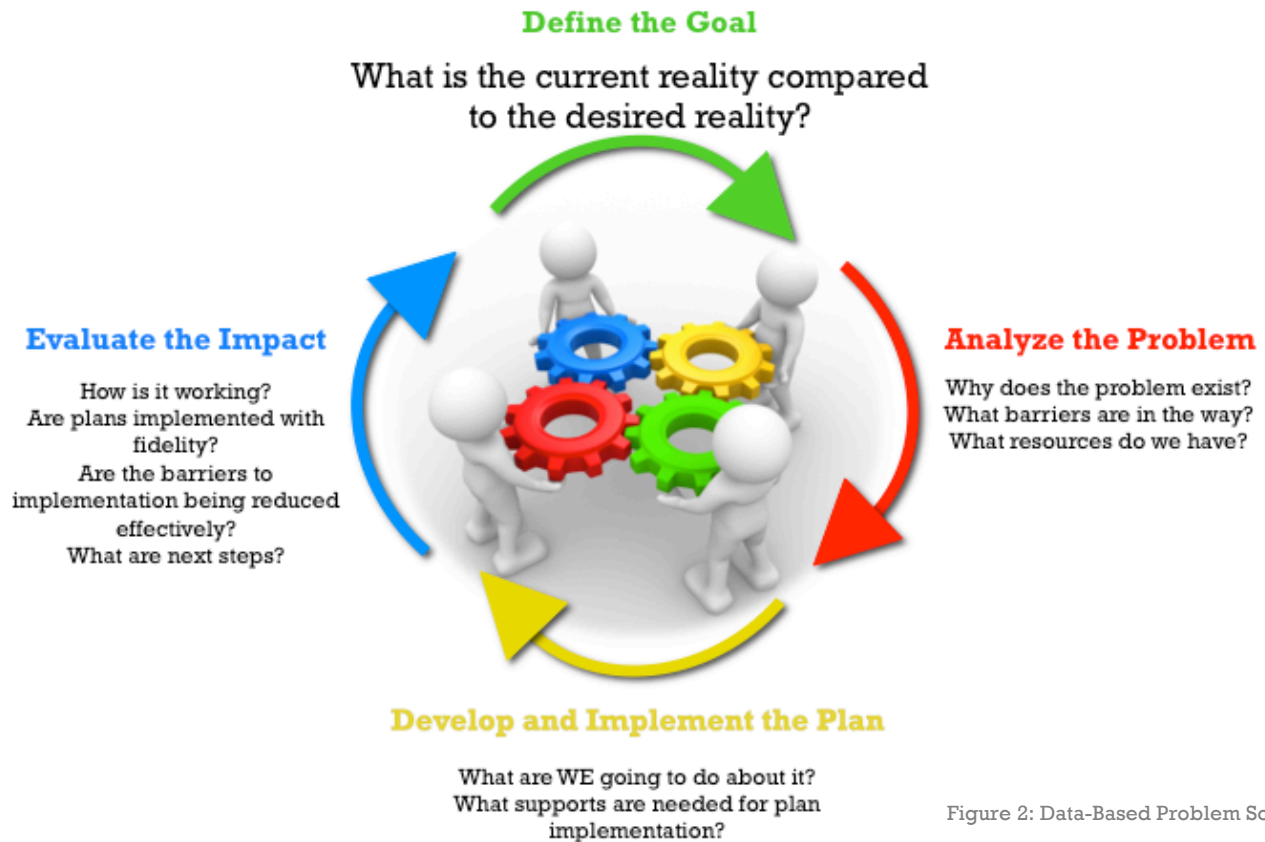 Define the Goal
What is the current reality compared
to the desired reality?
Analyze the Problem
Why does the problem exist?
What barriers are in the way?
What resources do we have?
Develop and Implement the Plan
What are WE going to do about it?
What supports are needed for plan
implementation?
Evaluate the Impact
How is it working?
Are plans implemented with
fidelity?
Are the barriers to
implementation being reduced
effectively?
What are next steps?
Figure 2: Data-Based Problem